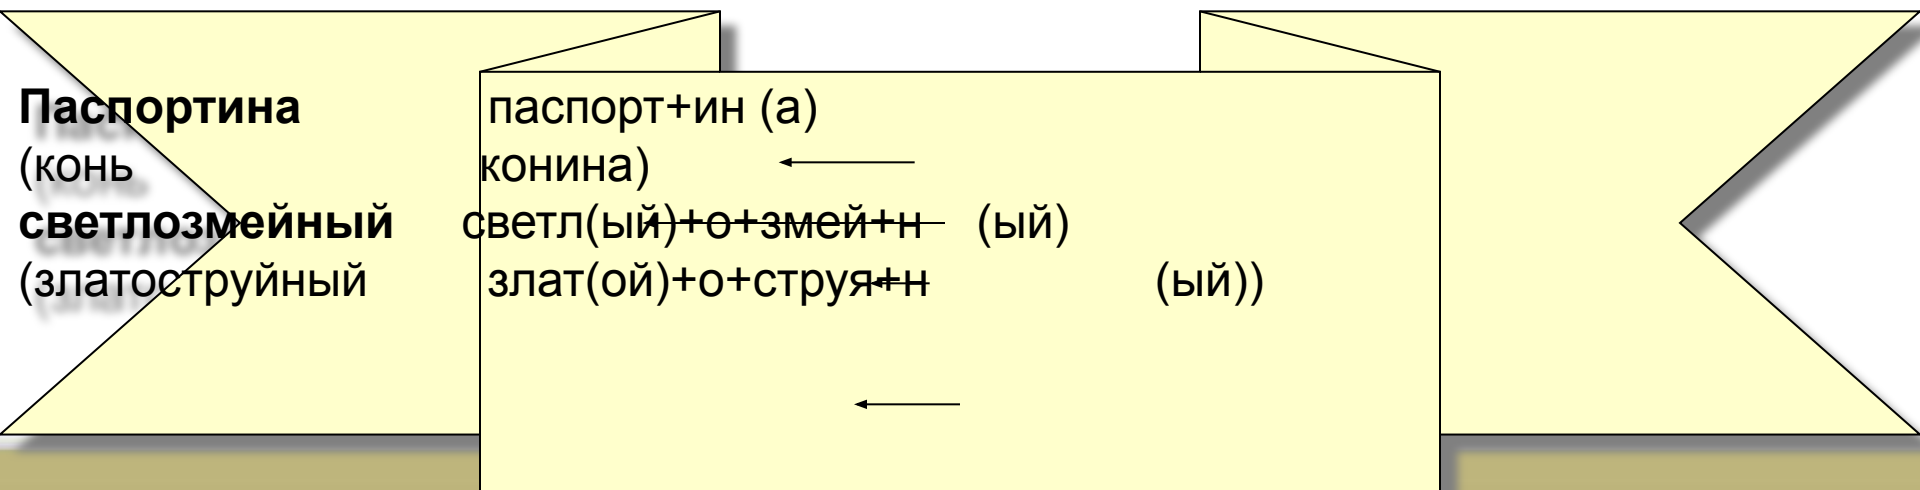 Паспортина паспорт+ин (а)
(конь конина)
светлозмейный светл(ый)+о+змей+н (ый)
(златоструйный злат(ой)+о+струя+н (ый))